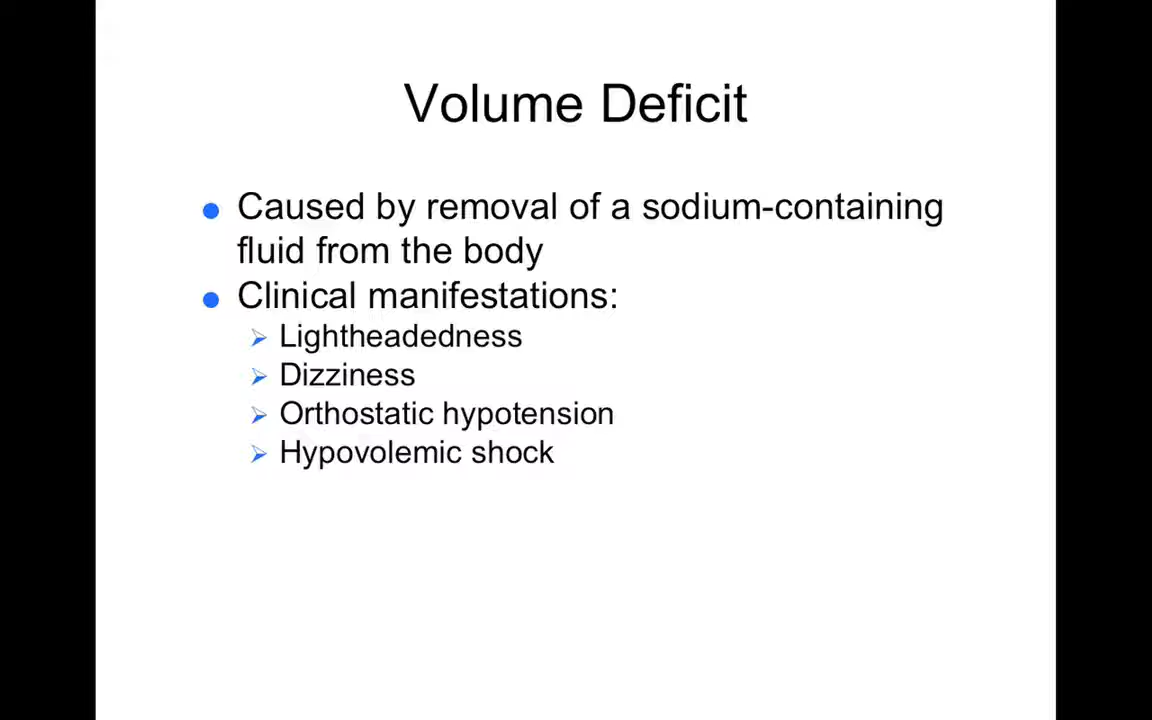 Volume Deficit
Caused by removal of a sodium-containing
fluid from the body
Clinical manifestations:
Lightheadedness
Dizziness
Orthostatic hypotension
Hypovolemic shock